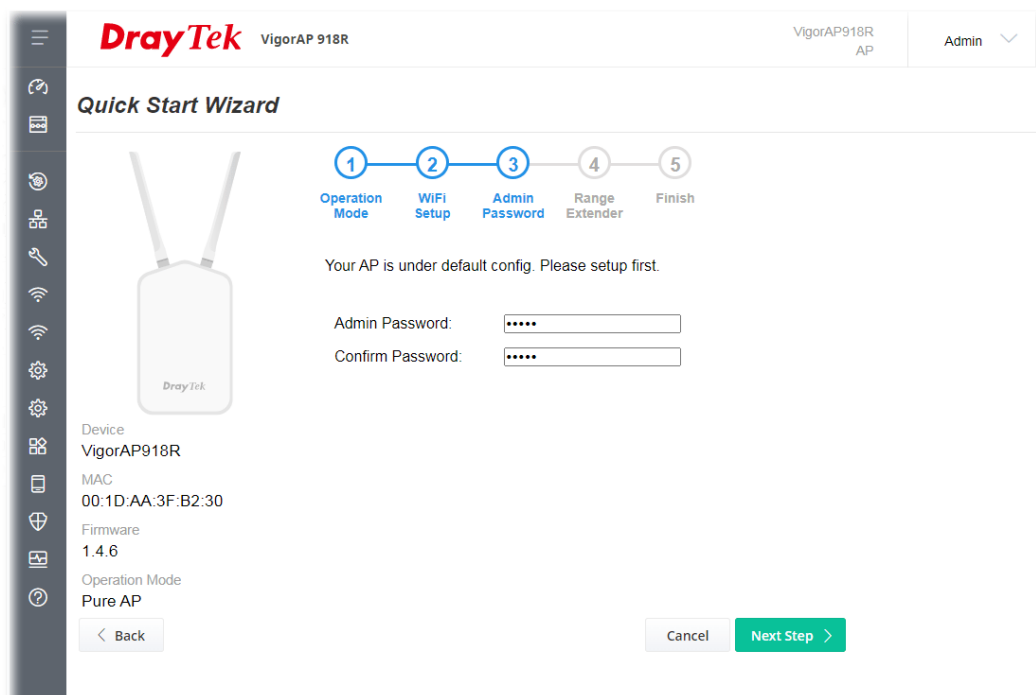 DrayTek VigorAP 918R
VigorAP918R
AP
Admin
Quick Start Wizard
1 2 3 4 5
Operation Mode
WiFi Setup
Admin Password
Range Extender
Finish
Your AP is under default config. Please setup first.
Admin Password: •••••
Confirm Password: •••••
DrayTek
Device
VigorAP918R
MAC
00:1D:AA:3F:B2:30
Firmware
1.4.6
Operation Mode
Pure AP
Back
Cancel
Next Step